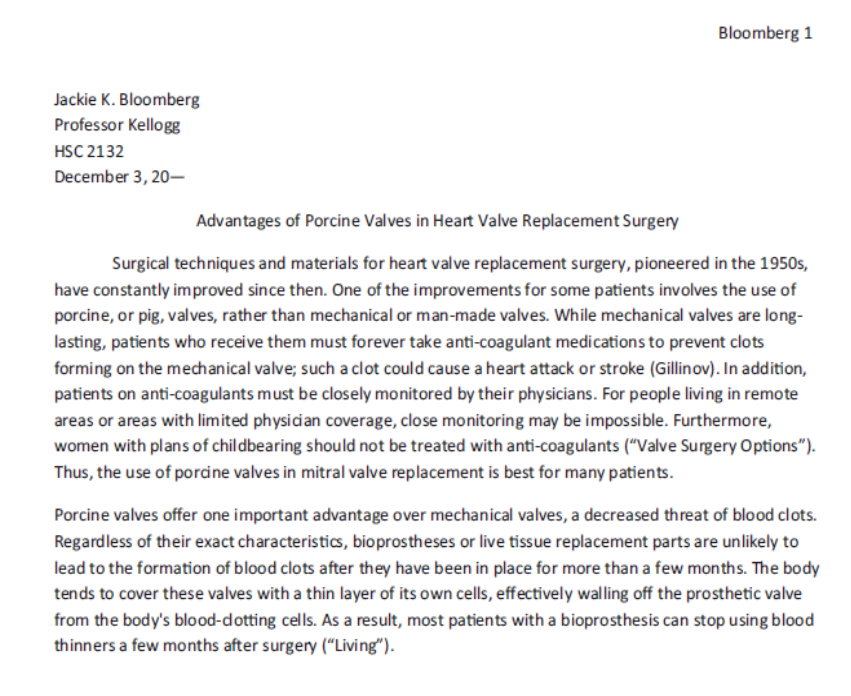 Bloomberg 1
Jackie K. Bloomberg
Professor Kellogg
HSC 2132
December 3, 20—
Advantages of Porcine Valves in Heart Valve Replacement Surgery
Surgical techniques and materials for heart valve replacement surgery, pioneered in the 1950s,
have constantly improved since then. One of the improvements for some patients involves the use of
porcine, or pig, valves, rather than mechanical or man-made valves. While mechanical valves are long-
lasting, patients who receive them must forever take anti-coagulant medications to prevent clots
forming on the mechanical valve; such a clot could cause a heart attack or stroke (Gillinov). In addition,
patients on anti-coagulants must be closely monitored by their physicians. For people living in remote
areas or areas with limited physician coverage, close monitoring may be impossible. Furthermore,
women with plans of childbearing should not be treated with anti-coagulants (“Valve Surgery Options”).
Thus, the use of porcine valves in mitral valve replacement is best for many patients.
Porcine valves offer one important advantage over mechanical valves, a decreased threat of blood clots.
Regardless of their exact characteristics, bioprostheses or live tissue replacement parts are unlikely to
lead to the formation of blood clots after they have been in place for more than a few months. The body
tends to cover these valves with a thin layer of its own cells, effectively walling off the prosthetic valve
from the body's blood-clotting cells. As a result, most patients with a bioprosthesis can stop using blood
thinners a few months after surgery (“Living”).